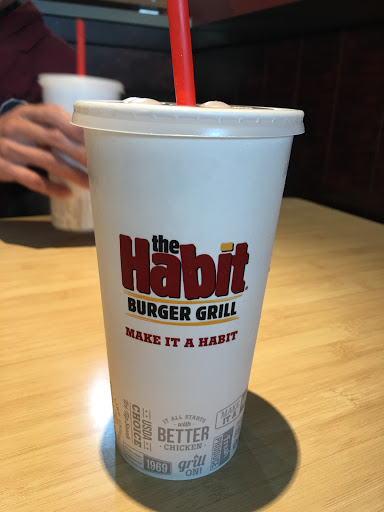 the
Habit
BURGER GRILL
MAKE IT A HABIT
IT ALL STARTS
with
BETTER
CHICKEN
grill
ON!
USDA
CHOICE
1969